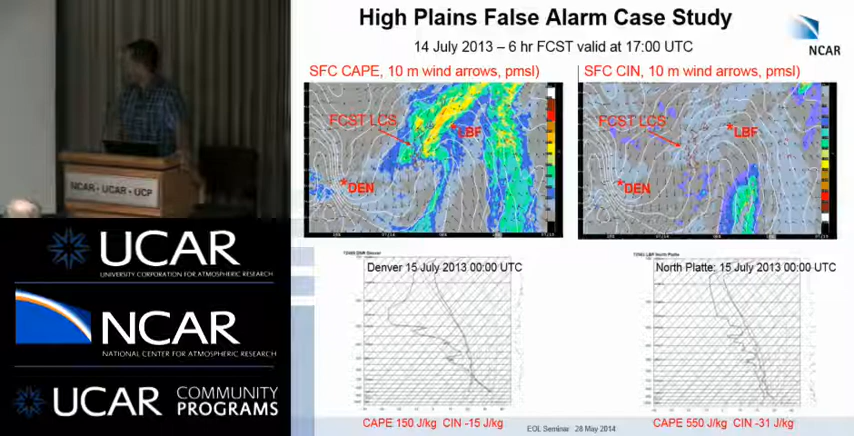 High Plains False Alarm Case Study
14 July 2013 – 6 hr FCST valid at 17:00 UTC
NCAR
SFC CAPE, 10 m wind arrows, pmsl)
SFC CIN, 10 m wind arrows, pmsl)
FCST LCS
*LBF
*DEN
FCST LCS
*LBF
*DEN
NCAR • UCAR • UCP
UCAR
UNIVERSITY CORPORATION FOR ATMOSPHERIC RESEARCH
NCAR
NATIONAL CENTER FOR ATMOSPHERIC RESEARCH
UCAR COMMUNITY PROGRAMS
Denver 15 July 2013 00:00 UTC
North Platte: 15 July 2013 00:00 UTC
CAPE 150 J/kg CIN -15 J/kg
CAPE 550 J/kg CIN -31 J/kg
EOL Seminar 28 May 2014